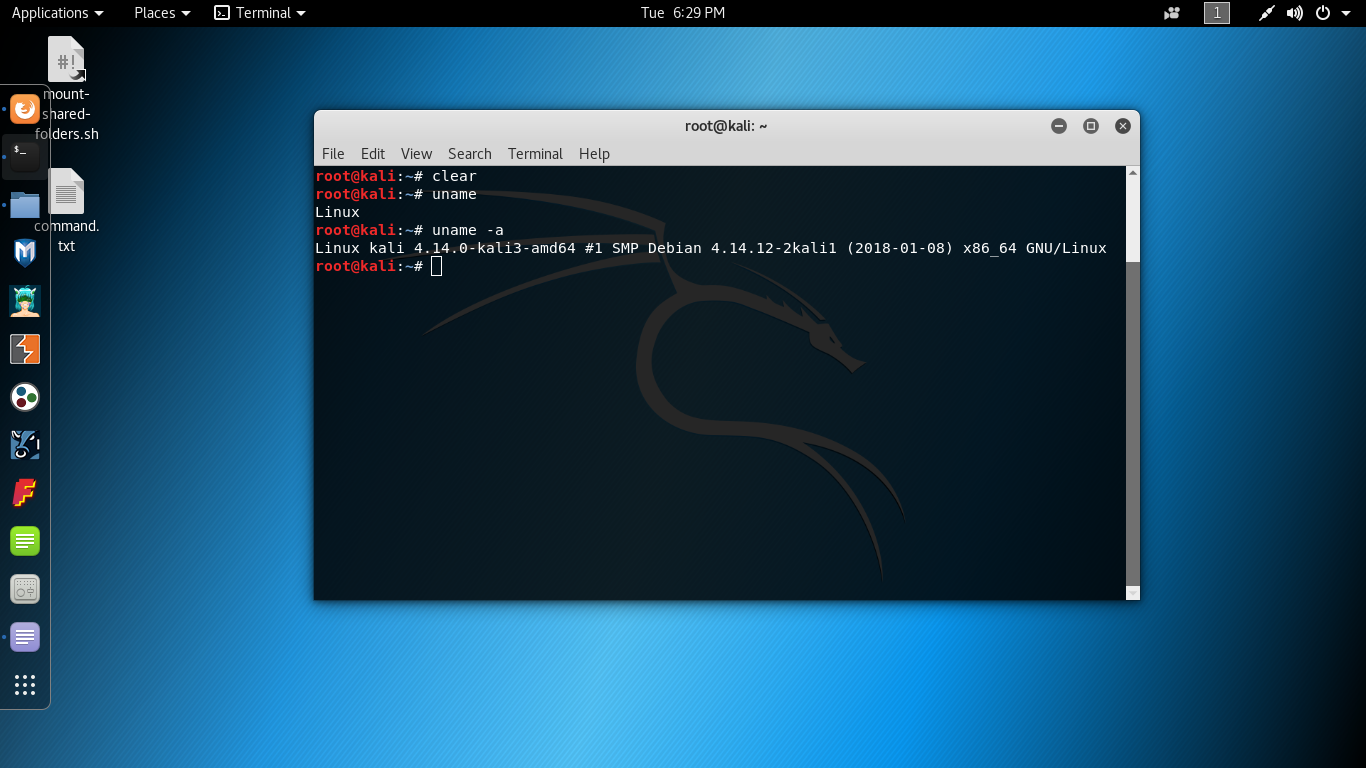 Applications Places Terminal Tue 6:29 PM 1
#!
mount-
shared-
folders.sh
command.
txt
$_
root@kali: ~
File Edit View Search Terminal Help
root@kali:~# clear
root@kali:~# uname
Linux
root@kali:~# uname -a
Linux kali 4.14.0-kali3-amd64 #1 SMP Debian 4.14.12-2kali1 (2018-01-08) x86_64 GNU/Linux
root@kali:~#